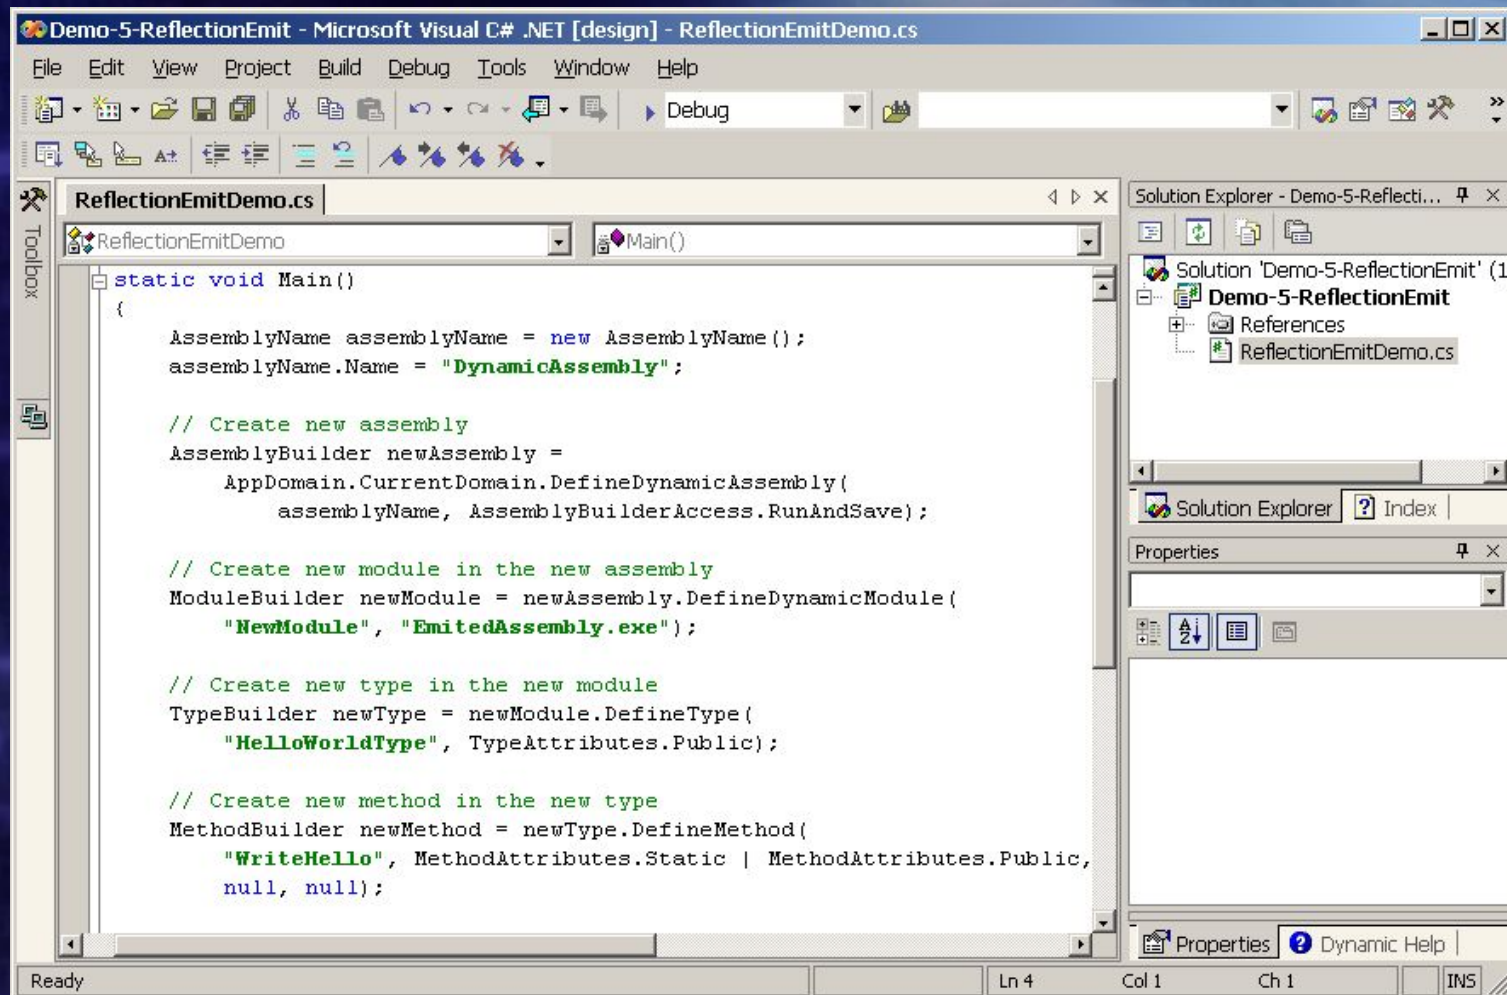 Demo-5-ReflectionEmit - Microsoft Visual C# .NET [design] - ReflectionEmitDemo.cs
File Edit View Project Build Debug Tools Window Help
Debug
Toolbox
ReflectionEmitDemo.cs
ReflectionEmitDemo
Main()
static void Main()
{
AssemblyName assemblyName = new AssemblyName();
assemblyName.Name = "DynamicAssembly";
// Create new assembly
AssemblyBuilder newAssembly =
AppDomain.CurrentDomain.DefineDynamicAssembly(
assemblyName, AssemblyBuilderAccess.RunAndSave);
// Create new module in the new assembly
ModuleBuilder newModule = newAssembly.DefineDynamicModule(
"NewModule", "EmitedAssembly.exe");
// Create new type in the new module
TypeBuilder newType = newModule.DefineType(
"HelloWorldType", TypeAttributes.Public);
// Create new method in the new type
MethodBuilder newMethod = newType.DefineMethod(
"WriteHello", MethodAttributes.Static | MethodAttributes.Public,
null, null);
Solution Explorer - Demo-5-Reflecti...
Solution 'Demo-5-ReflectionEmit' (1
Demo-5-ReflectionEmit
References
ReflectionEmitDemo.cs
Solution Explorer Index
Properties
Properties Dynamic Help
Ready Ln 4 Col 1 Ch 1 INS